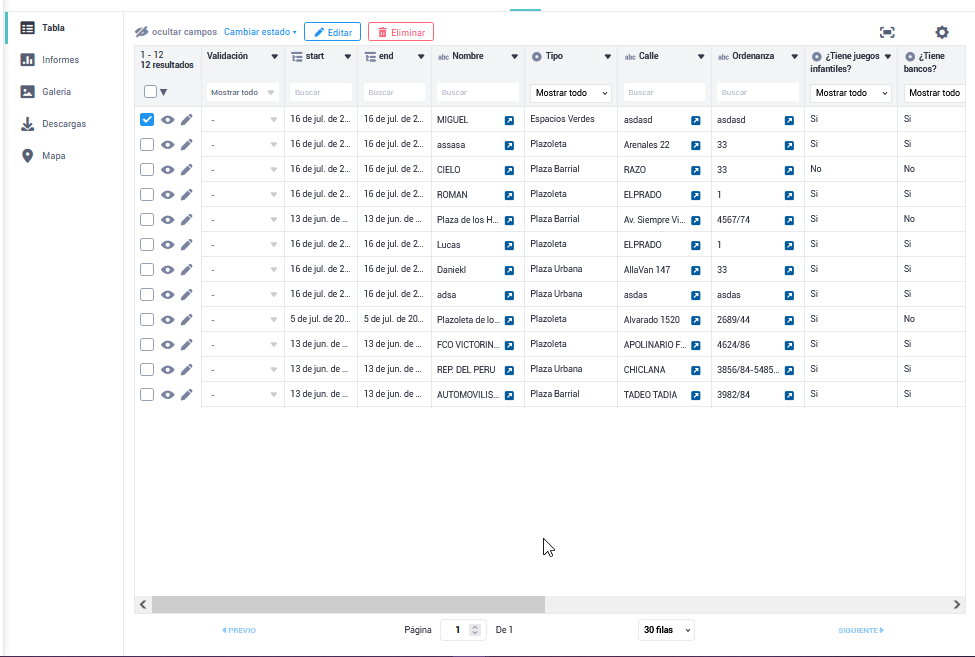 Tabla
Informes
Galería
Descargas
Mapa
ocultar campos Cambiar estado Editar Eliminar
1 - 12
12 resultados
Validación start end abc Nombre Tipo abc Calle abc Ordenanza ¿Tiene juegos infantiles? ¿Tiene bancos?
Mostrar todo Buscar Buscar Buscar Mostrar todo Buscar Buscar Mostrar todo Mostrar todo
- 16 de jul. de 2... 16 de jul. de 2... MIGUEL Espacios Verdes asdasd asdasd Si Si
- 16 de jul. de 2... 16 de jul. de 2... assasa Plazoleta Arenales 22 33 Si Si
- 16 de jul. de 2... 16 de jul. de 2... CIELO Plaza Barrial RAZO 33 No No
- 16 de jul. de 2... 16 de jul. de 2... ROMAN Plazoleta ELPRADO 1 Si Si
- 13 de jun. de ... 13 de jun. de ... Plaza de los H... Plaza Barrial Av. Siempre Vi... 4567/74 Si No
- 16 de jul. de 2... 16 de jul. de 2... Lucas Plazoleta ELPRADO 1 Si Si
- 16 de jul. de 2... 16 de jul. de 2... Daniekl Plaza Urbana AllaVan 147 33 Si Si
- 16 de jul. de 2... 16 de jul. de 2... adsa Plaza Urbana asdas asdas Si Si
- 5 de jul. de 20... 5 de jul. de 20... Plazoleta de lo... Plazoleta Alvarado 1520 2689/44 Si No
- 13 de jun. de ... 13 de jun. de ... FCO VICTORIN... Plazoleta APOLINARIO F... 4624/86 Si Si
- 13 de jun. de ... 13 de jun. de ... REP. DEL PERU Plaza Urbana CHICLANA 3856/84-5485... Si Si
- 13 de jun. de ... 13 de jun. de ... AUTOMOVILIS... Plaza Barrial TADEO TADIA 3982/84 Si Si
PREVIO Página 1 De 1 30 filas SIGUIENTE